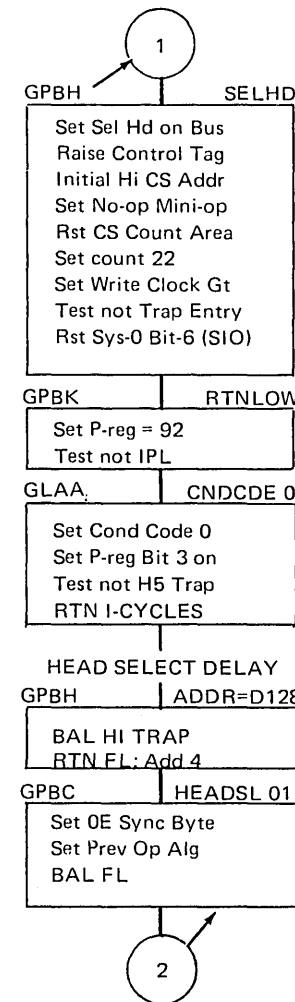 1
GPBH SELHD
Set Sel Hd on Bus
Raise Control Tag
Initial Hi CS Addr
Set No-op Mini-op
Rst CS Count Area
Set count 22
Set Write Clock Gt
Test not Trap Entry
Rst Sys-0 Bit-6 (SIO)
GPBK RTNLOW
Set P-reg = 92
Test not IPL
GLAA. CNDCDE 0
Set Cond Code 0
Set P-reg Bit 3 on
Test not H5 Trap
RTN I-CYCLES
HEAD SELECT DELAY
GPBH ADDR=D128
BAL HI TRAP
RTN FL: Add 4
GPBC HEADSL 01
Set 0E Sync Byte
Set Prev Op Alg
BAL FL
2